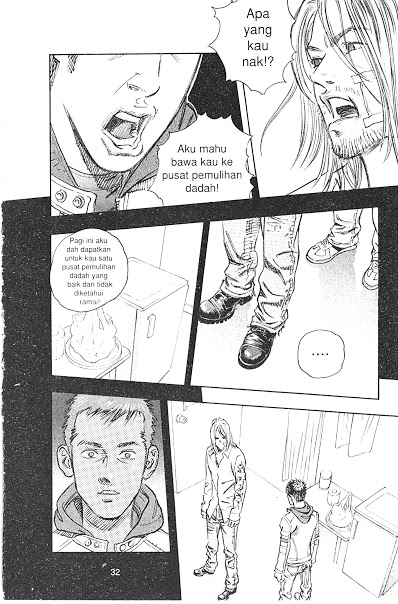 Apa
yang
kau
nak!?
Aku mahu
bawa kau ke
pusat pemulihan
dadah!
Pagi ini aku
dah dapatkan
untuk kau satu
pusat pemulihan
dadah yang
baik dan tidak
diketahui
ramai!
....
32